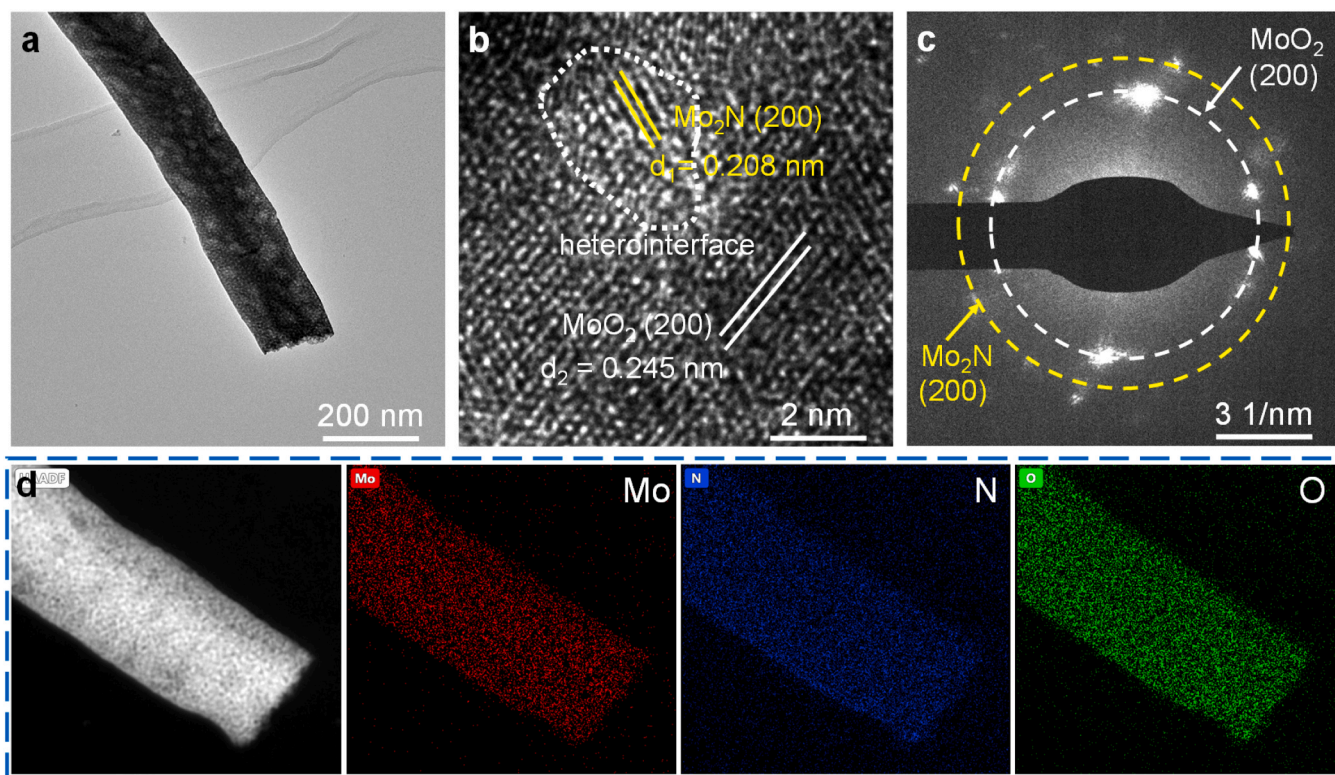 a
200 nm
b
Mo₂N (200)
d₁= 0.208 nm
heterointerface
MoO₂ (200)
d₂ = 0.245 nm
2 nm
c
MoO₂
(200)
Mo₂N
(200)
3 1/nm
d
HAADF
Mo
Mo
N
N
O
O